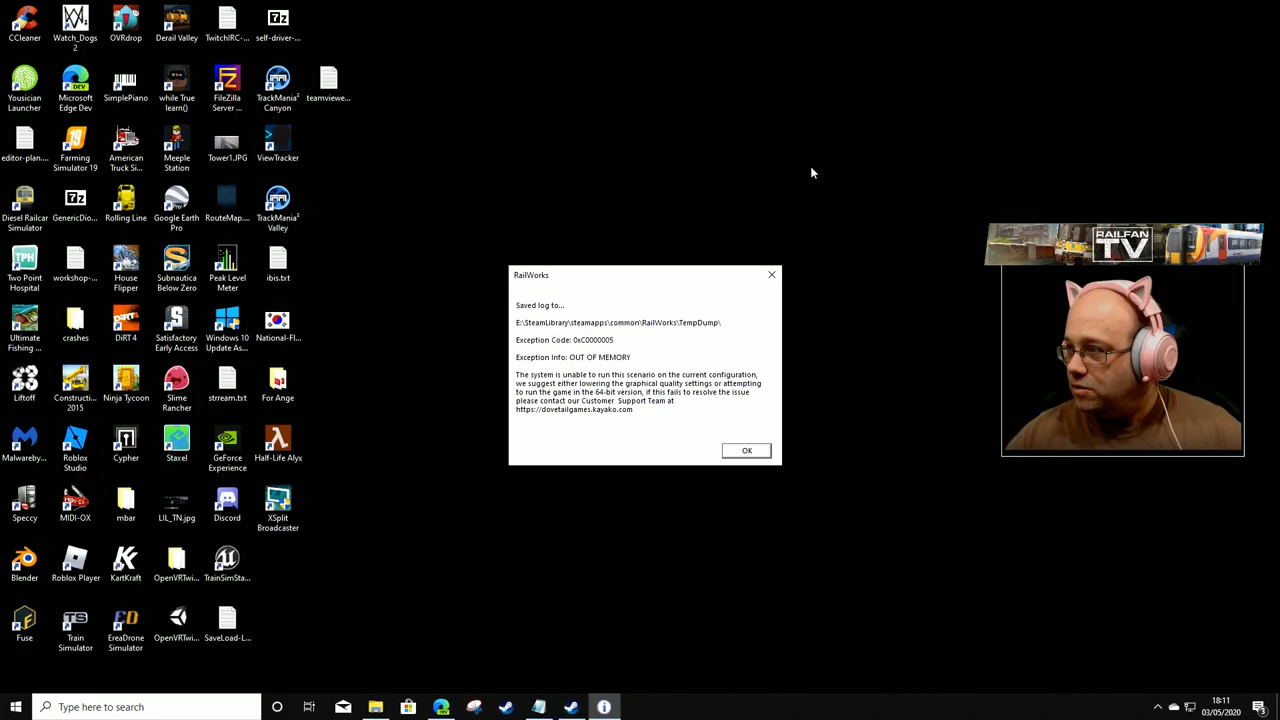 CCleaner
Watch_Dogs
2
OVRdrop
Derail Valley
TwitchIRC-...
self-driver-...
Yousician
Launcher
Microsoft
Edge Dev
SimplePiano
while True
learn()
FileZilla
Server ...
TrackMania²
Canyon
teamviewe...
editor-plan....
Farming
Simulator 19
American
Truck Si...
Meeple
Station
Tower1.JPG
ViewTracker
Diesel Railcar
Simulator
GenericDio...
Rolling Line
Google Earth
Pro
RouteMap....
TrackMania²
Valley
Two Point
Hospital
workshop-...
House
Flipper
Subnautica
Below Zero
Peak Level
Meter
ibis.txt
Ultimate
Fishing ...
crashes
DiRT 4
Satisfactory
Early Access
Windows 10
Update As...
National-Fl...
Liftoff
Constructi...
2015
Ninja Tycoon
Slime
Rancher
strream.txt
For Ange
Malwareby...
Roblox
Studio
Cypher
Staxel
GeForce
Experience
Half-Life Alyx
Speccy
MIDI-OX
mbar
LIL_TN.jpg
Discord
XSplit
Broadcaster
Blender
Roblox Player
KartKraft
OpenVRTwi...
TrainSimSta...
Fuse
Train
Simulator
EreaDrone
Simulator
OpenVRTwi...
SaveLoad-L...
RailWorks
Saved log to...
E:\SteamLibrary\steamapps\common\RailWorks\TempDump\
Exception Code: 0xC0000005
Exception Info: OUT OF MEMORY
The system is unable to run this scenario on the current configuration,
we suggest either lowering the graphical quality settings or attempting
to run the game in the 64-bit version, if this fails to resolve the issue
please contact our Customer Support Team at
https://dovetailgames.kayako.com
OK
RAILFAN
TV
Type here to search
18:11
03/05/2020